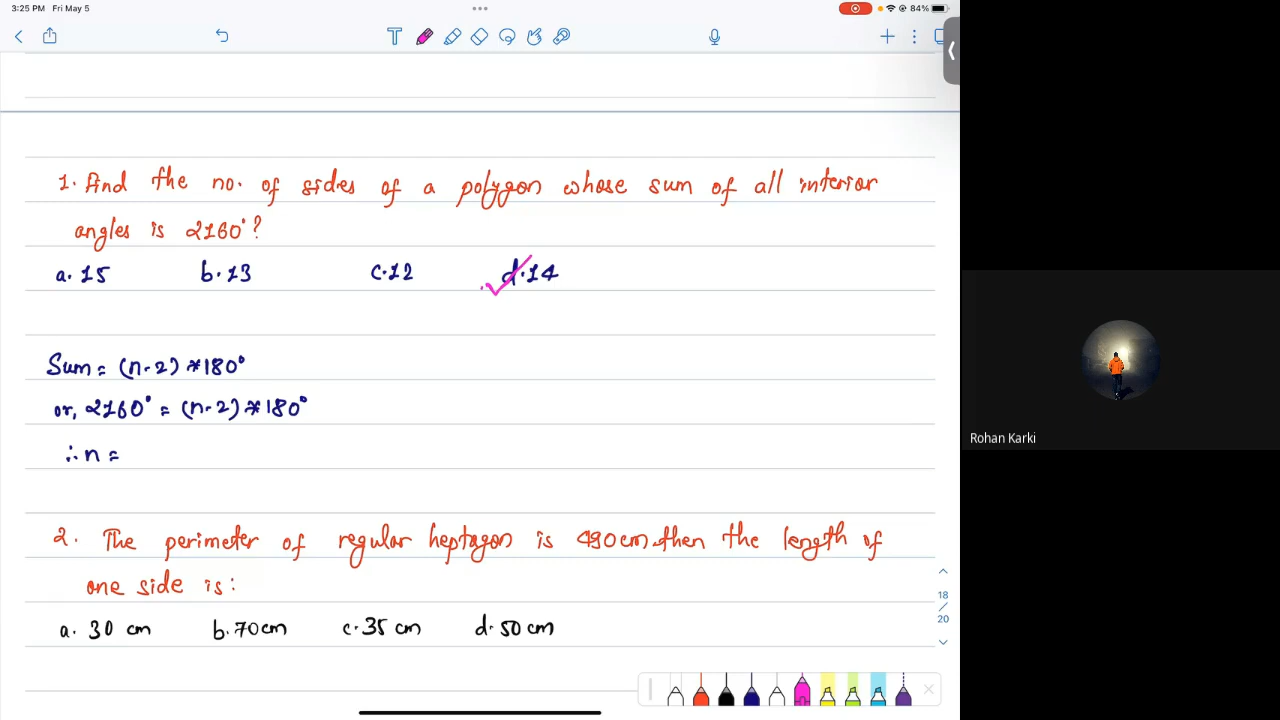 3:25 PM Fri May 5
84%
1. Find the no. of sides of a polygon whose sum of all interior
angles is 2160°?
a. 15 b. 13 c. 12 d. 14
Sum = (n-2) * 180°
or, 2160° = (n-2) * 180°
∴ n =
2. The perimeter of regular heptagon is 490cm. then the length of
one side is:
a. 30 cm b. 70cm c. 35 cm d. 50 cm
18
/
20
Rohan Karki